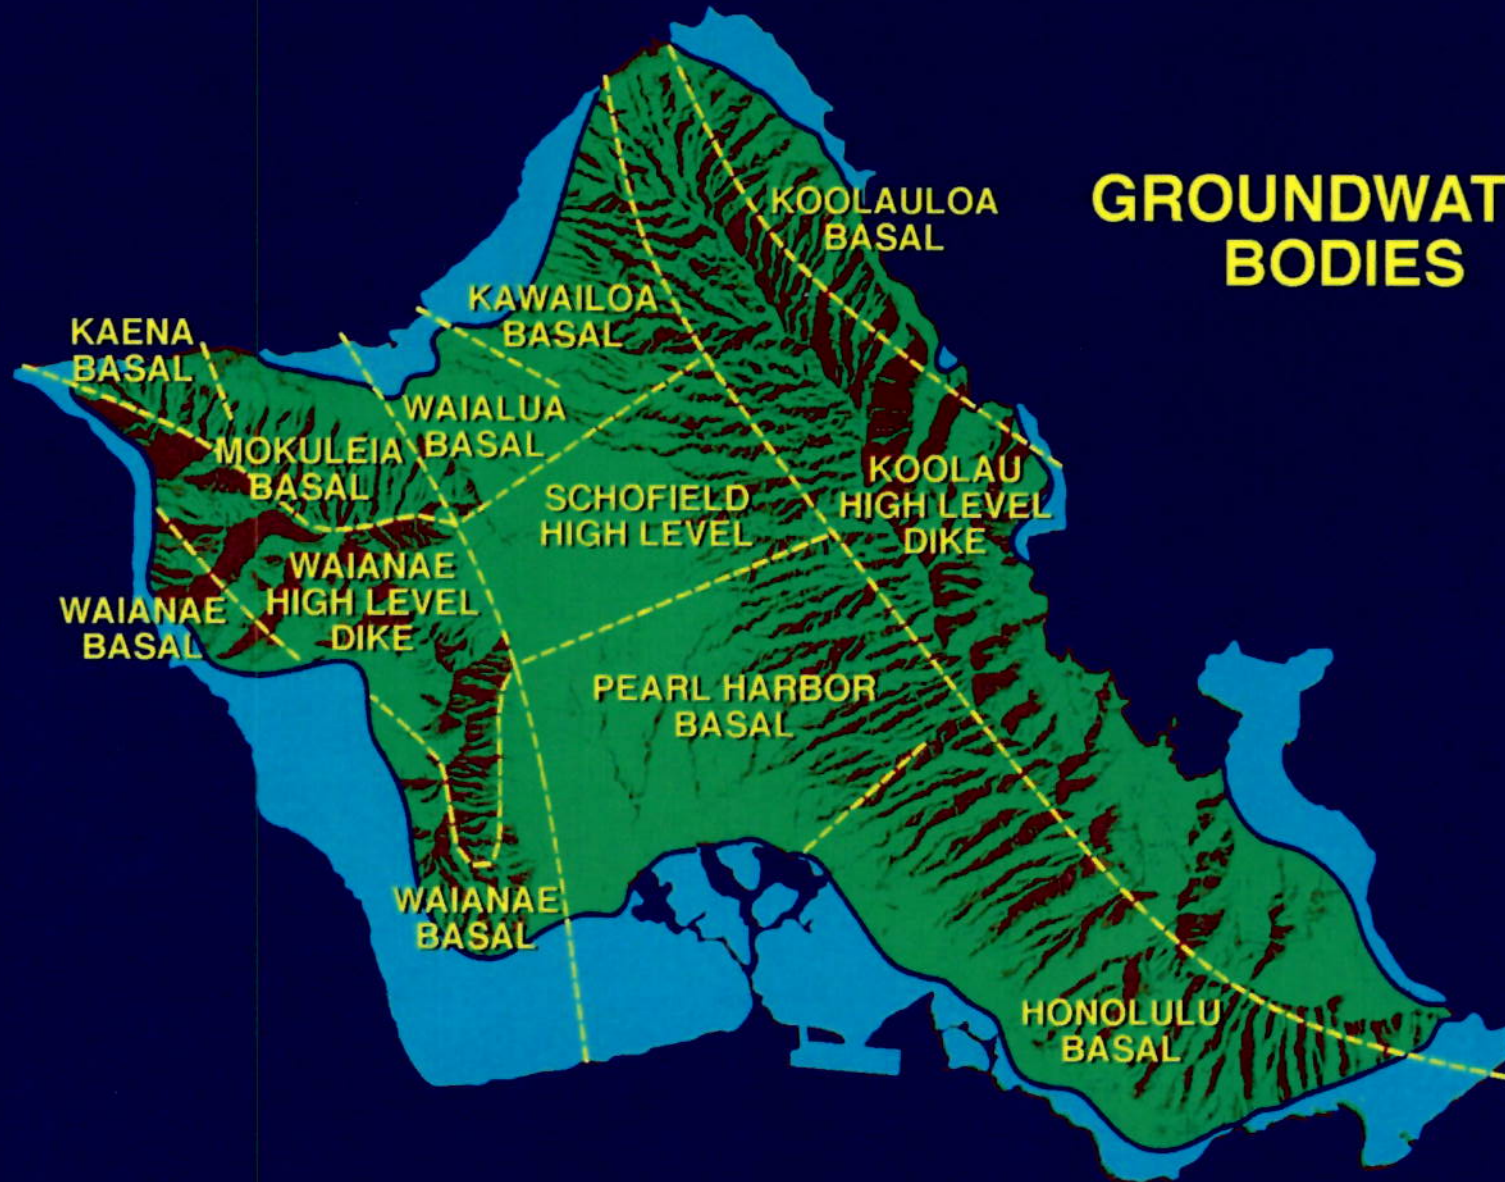 GROUNDWAT
BODIES
KOOLAULOA
BASAL
KAWAILOA
BASAL
KAENA
BASAL
WAIALUA
BASAL
MOKULEIA
BASAL
SCHOFIELD
HIGH LEVEL
KOOLAU
HIGH LEVEL
DIKE
WAIANAE
HIGH LEVEL
DIKE
WAIANAE
BASAL
PEARL HARBOR
BASAL
WAIANAE
BASAL
HONOLULU
BASAL